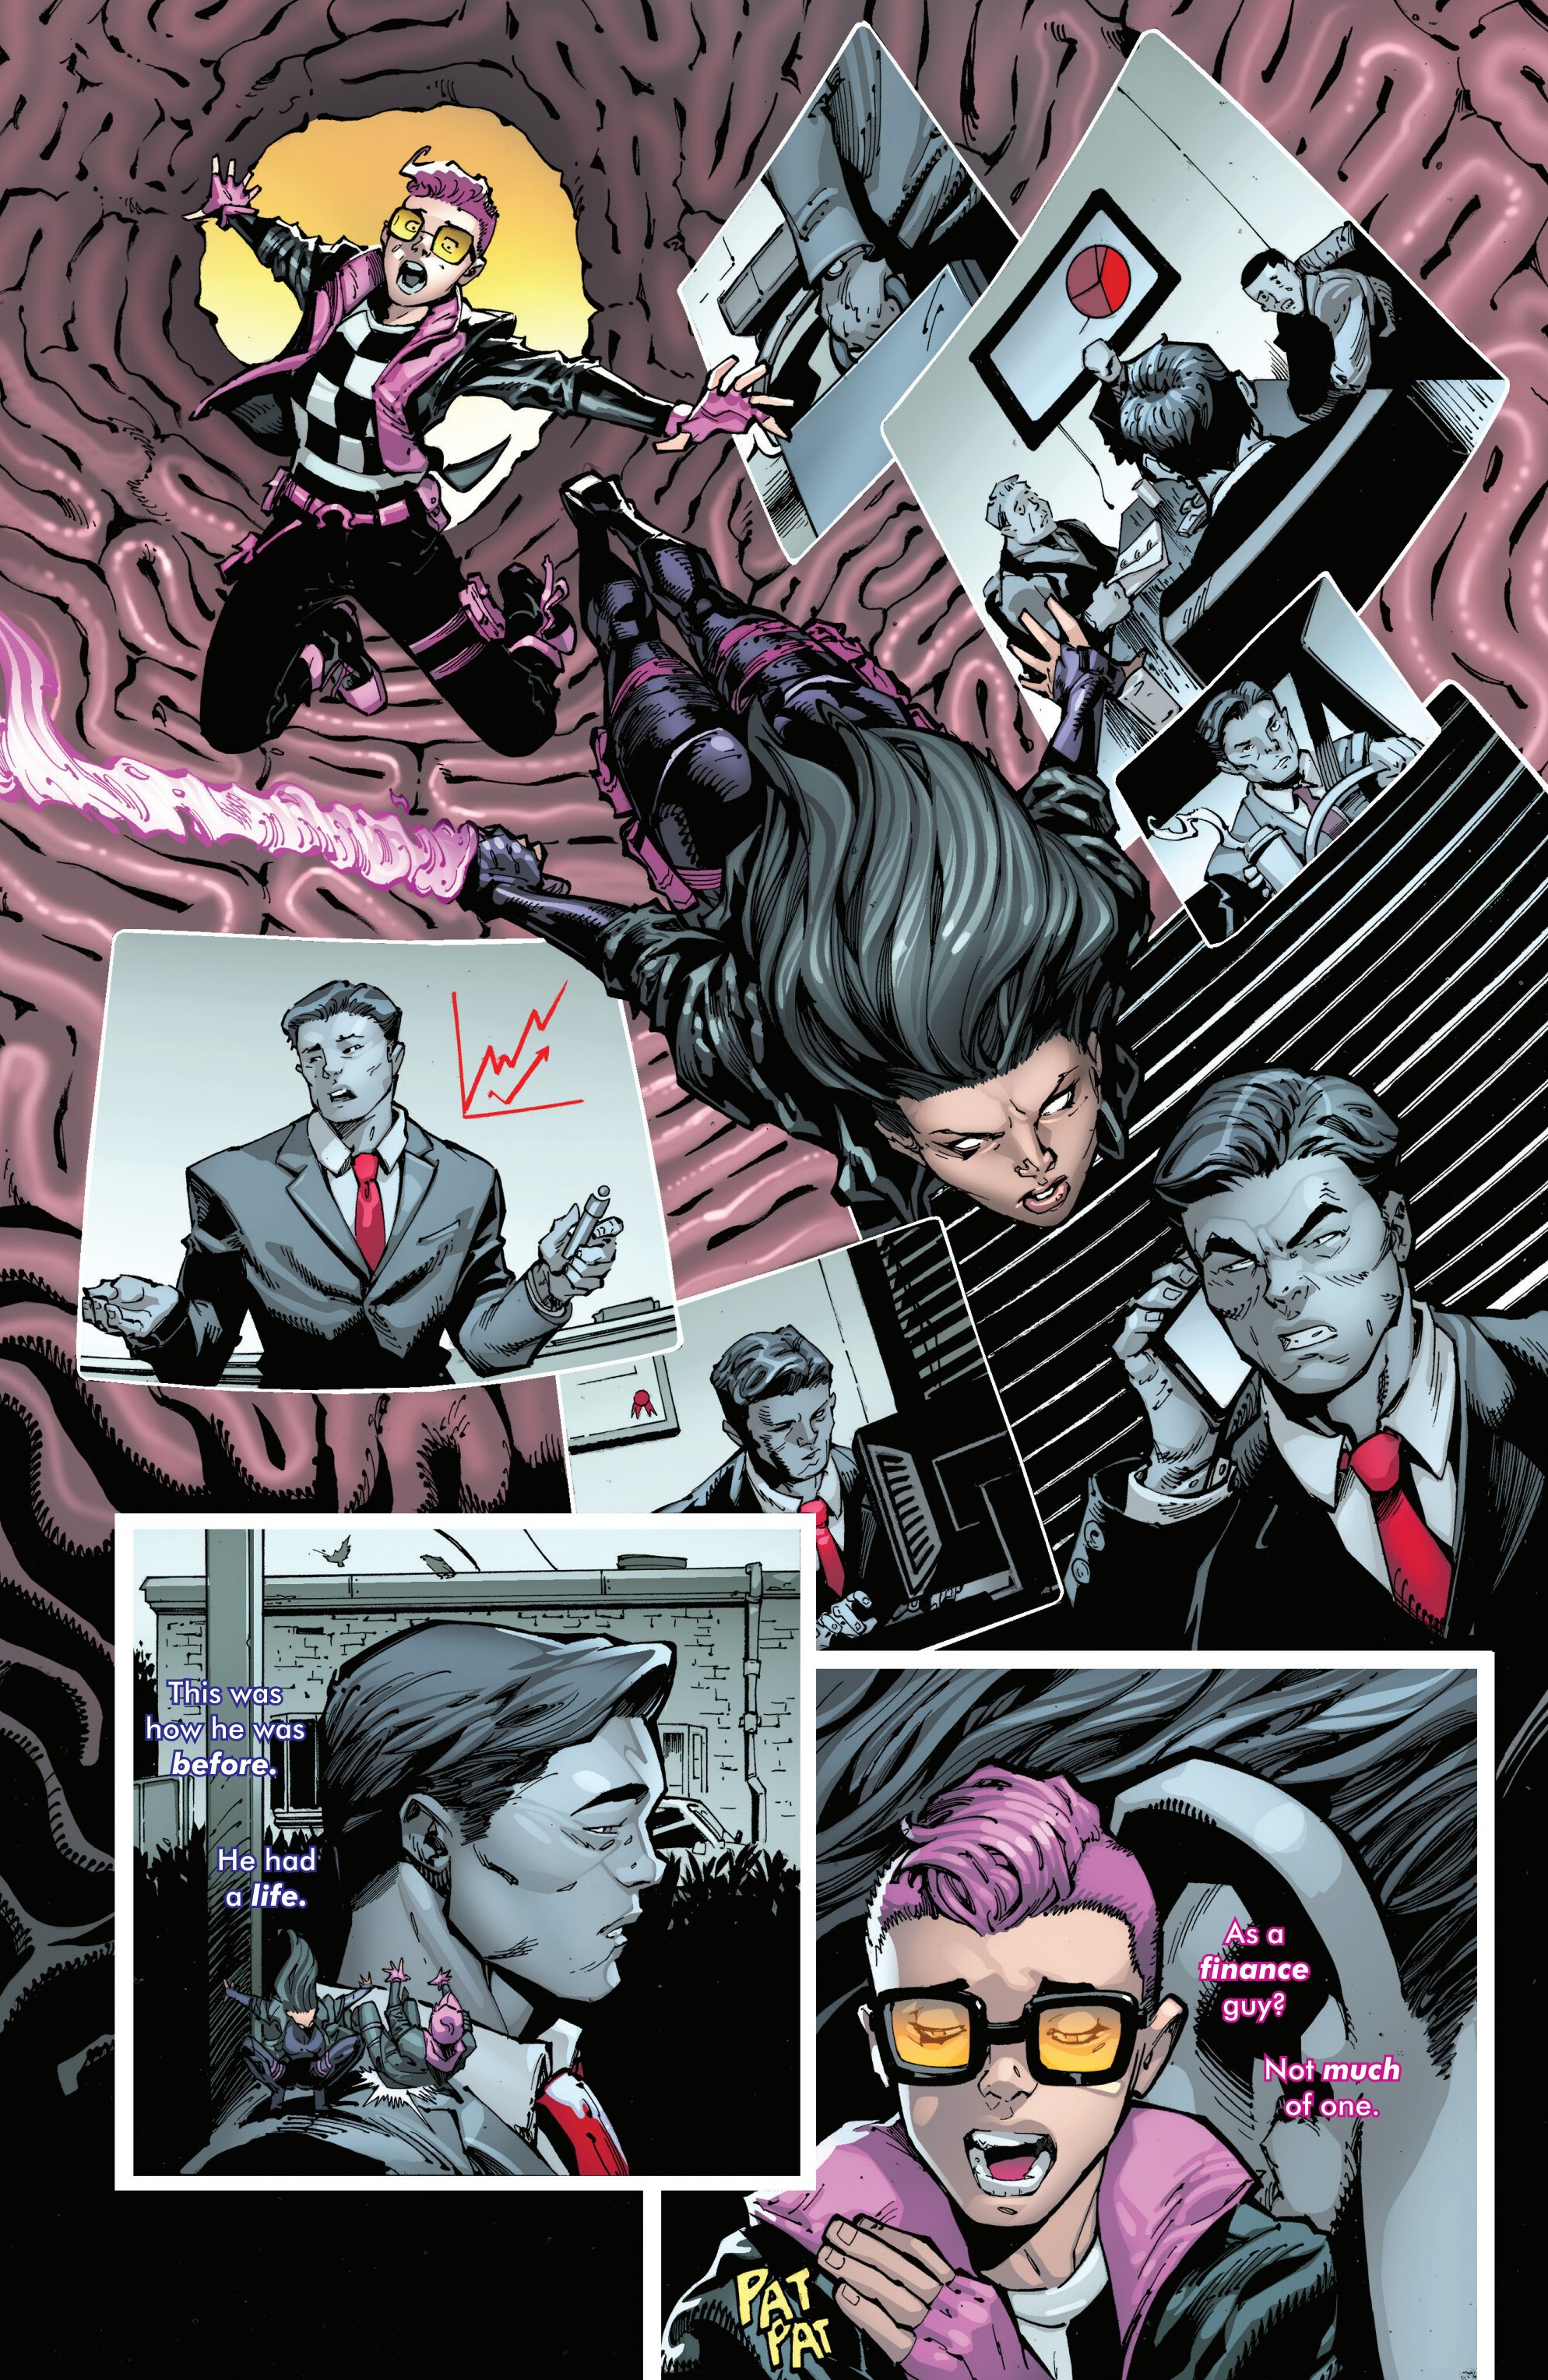 This was
how he was
before.
He had
a life.
As a
finance
guy?
Not much
of one.
PAT
PAT